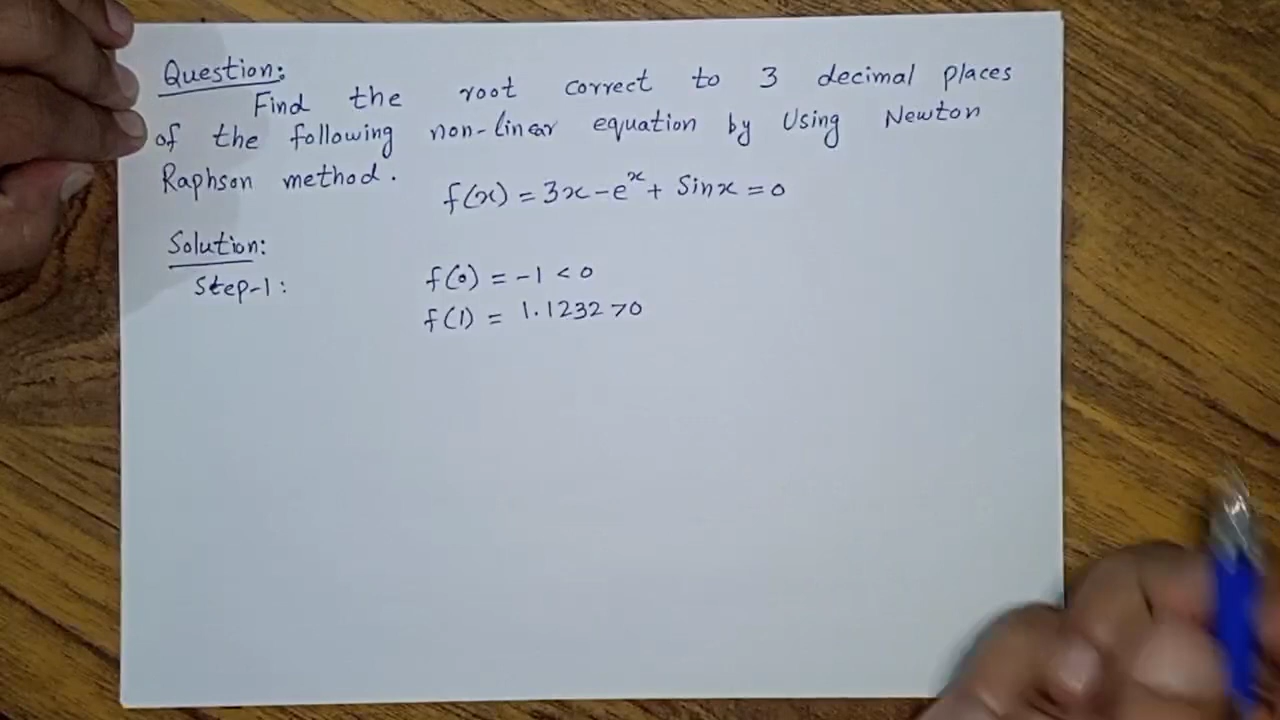 Question:
Find the root correct to 3 decimal places
of the following non-linear equation by Using Newton
Raphson method.
f(x) = 3x - eˣ + Sinx = 0
Solution:
Step-1: f(0) = -1 < 0
f(1) = 1.1232 > 0